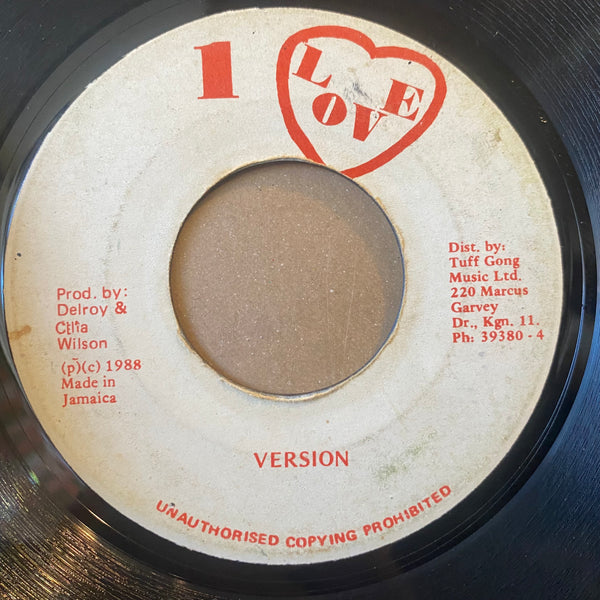 1 LOVE
Prod. by:
Delroy &
Ctlia
Wilson
(p)(c) 1988
Made in
Jamaica
Dist. by:
Tuff Gong
Music Ltd.
220 Marcus
Garvey
Dr., Kgn. 11.
Ph: 39380 - 4
VERSION
UNAUTHORISED COPYING PROHIBITED